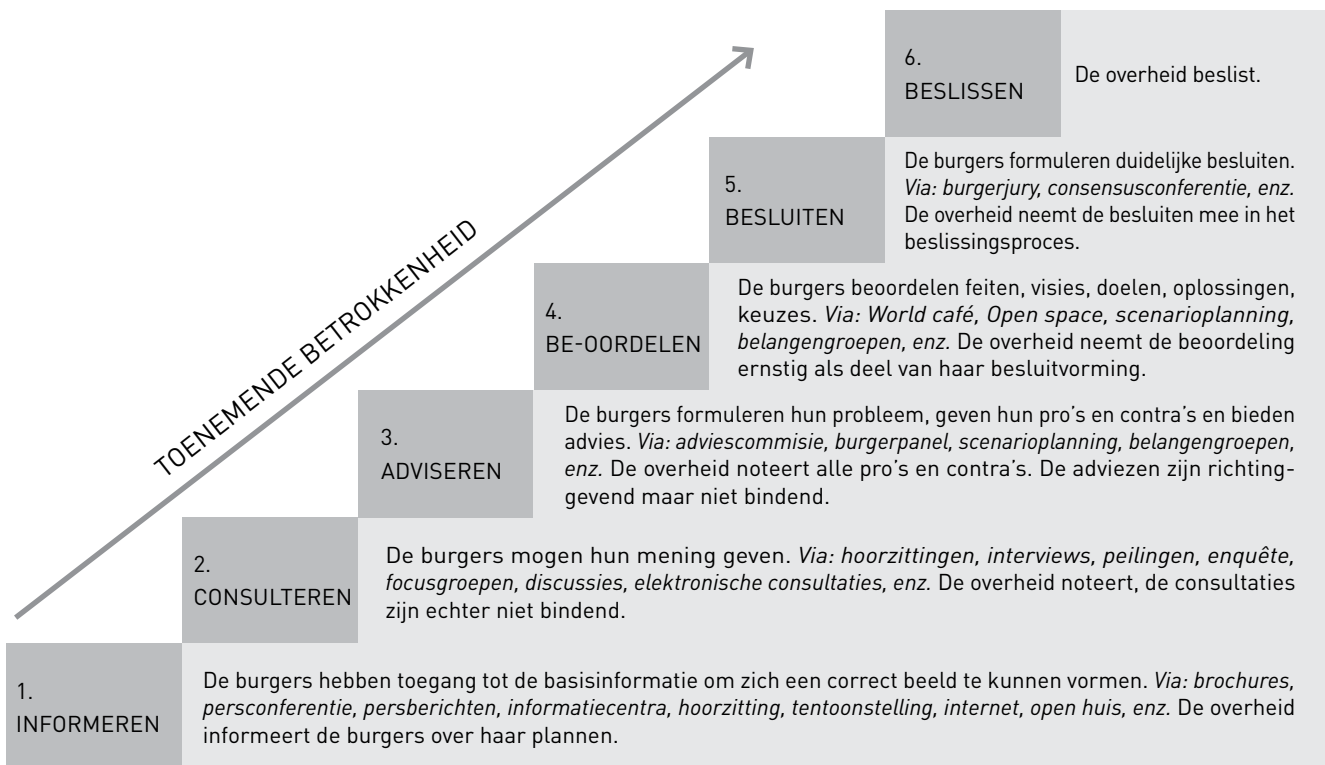 6.
BESLISSEN
De overheid beslist.
5.
BESLUITEN
De burgers formuleren duidelijke besluiten.
Via: burgerjury, consensusconferentie, enz.
De overheid neemt de besluiten mee in het
beslissingsproces.
TOENEMENDE BETROKKENHEID
4.
BE-OORDELEN
De burgers beoordelen feiten, visies, doelen, oplossingen,
keuzes. Via: World café, Open space, scenarioplanning,
belangengroepen, enz. De overheid neemt de beoordeling
ernstig als deel van haar besluitvorming.
3.
ADVISEREN
De burgers formuleren hun probleem, geven hun pro's en contra's en bieden
advies. Via: adviescommisie, burgerpanel, scenarioplanning, belangengroepen,
enz. De overheid noteert alle pro's en contra's. De adviezen zijn richting-
gevend maar niet bindend.
2.
CONSULTEREN
De burgers mogen hun mening geven. Via: hoorzittingen, interviews, peilingen, enquête,
focusgroepen, discussies, elektronische consultaties, enz. De overheid noteert, de consultaties
zijn echter niet bindend.
1.
INFORMEREN
De burgers hebben toegang tot de basisinformatie om zich een correct beeld te kunnen vormen. Via: brochures,
persconferentie, persberichten, informatiecentra, hoorzitting, tentoonstelling, internet, open huis, enz. De overheid
informeert de burgers over haar plannen.